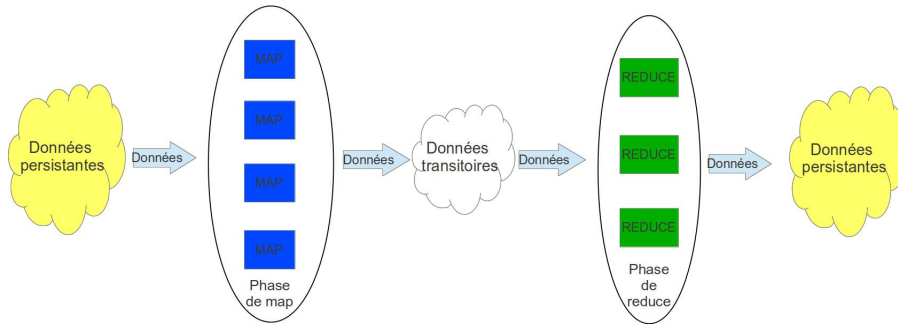 Données
persistantes
Données
MAP
MAP
MAP
MAP
Phase
de map
Données
Données
transitoires
Données
REDUCE
REDUCE
REDUCE
Phase
de
reduce
Données
Données
persistantes